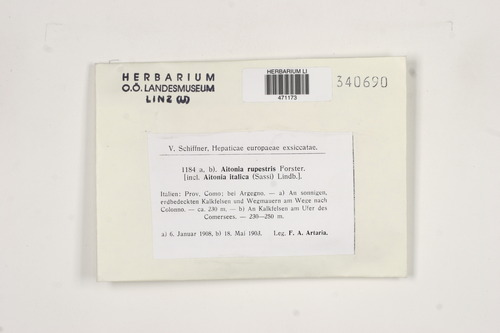 HERBARIUM
O.Ö. LANDESMUSEUM
LINZ (LI)
HERBARIUM LI
471173
340690
V. Schiffner, Hepaticae europaeae exsiccatae.
1184 a, b). Aitonia rupestris Forster.
[incl. Aitonia italica (Sassi) Lindb.].
Italien: Prov. Como: bei Argegno. — a) An sonnigen,
erdbedeckten Kalkfelsen und Wegmauern am Wege nach
Colonno. — ca. 230 m. — b) An Kalkfelsen am Ufer des
Comersees. — 230—250 m.
a) 6. Januar 1908, b) 18. Mai 1903. Leg. F. A. Artaria.